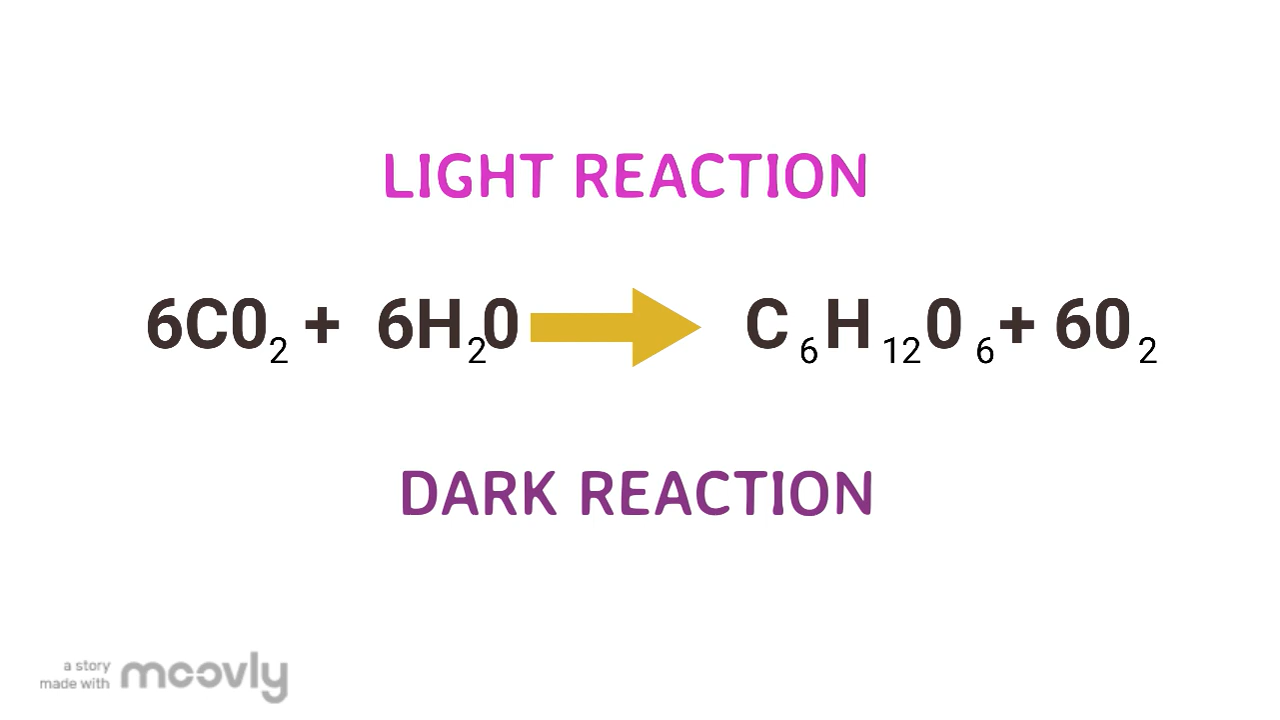 LIGHT REACTION
6C0₂ + 6H₂0 C₆H₁₂0₆ + 60₂
DARK REACTION
a story
made with moovly